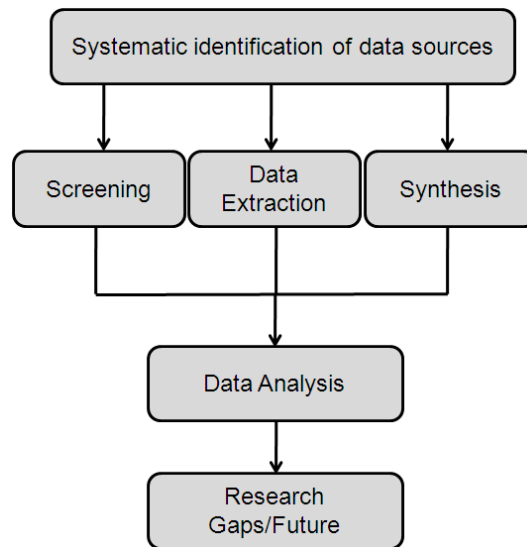 Systematic identification of data sources
Screening
Data
Extraction
Synthesis
Data Analysis
Research
Gaps/Future